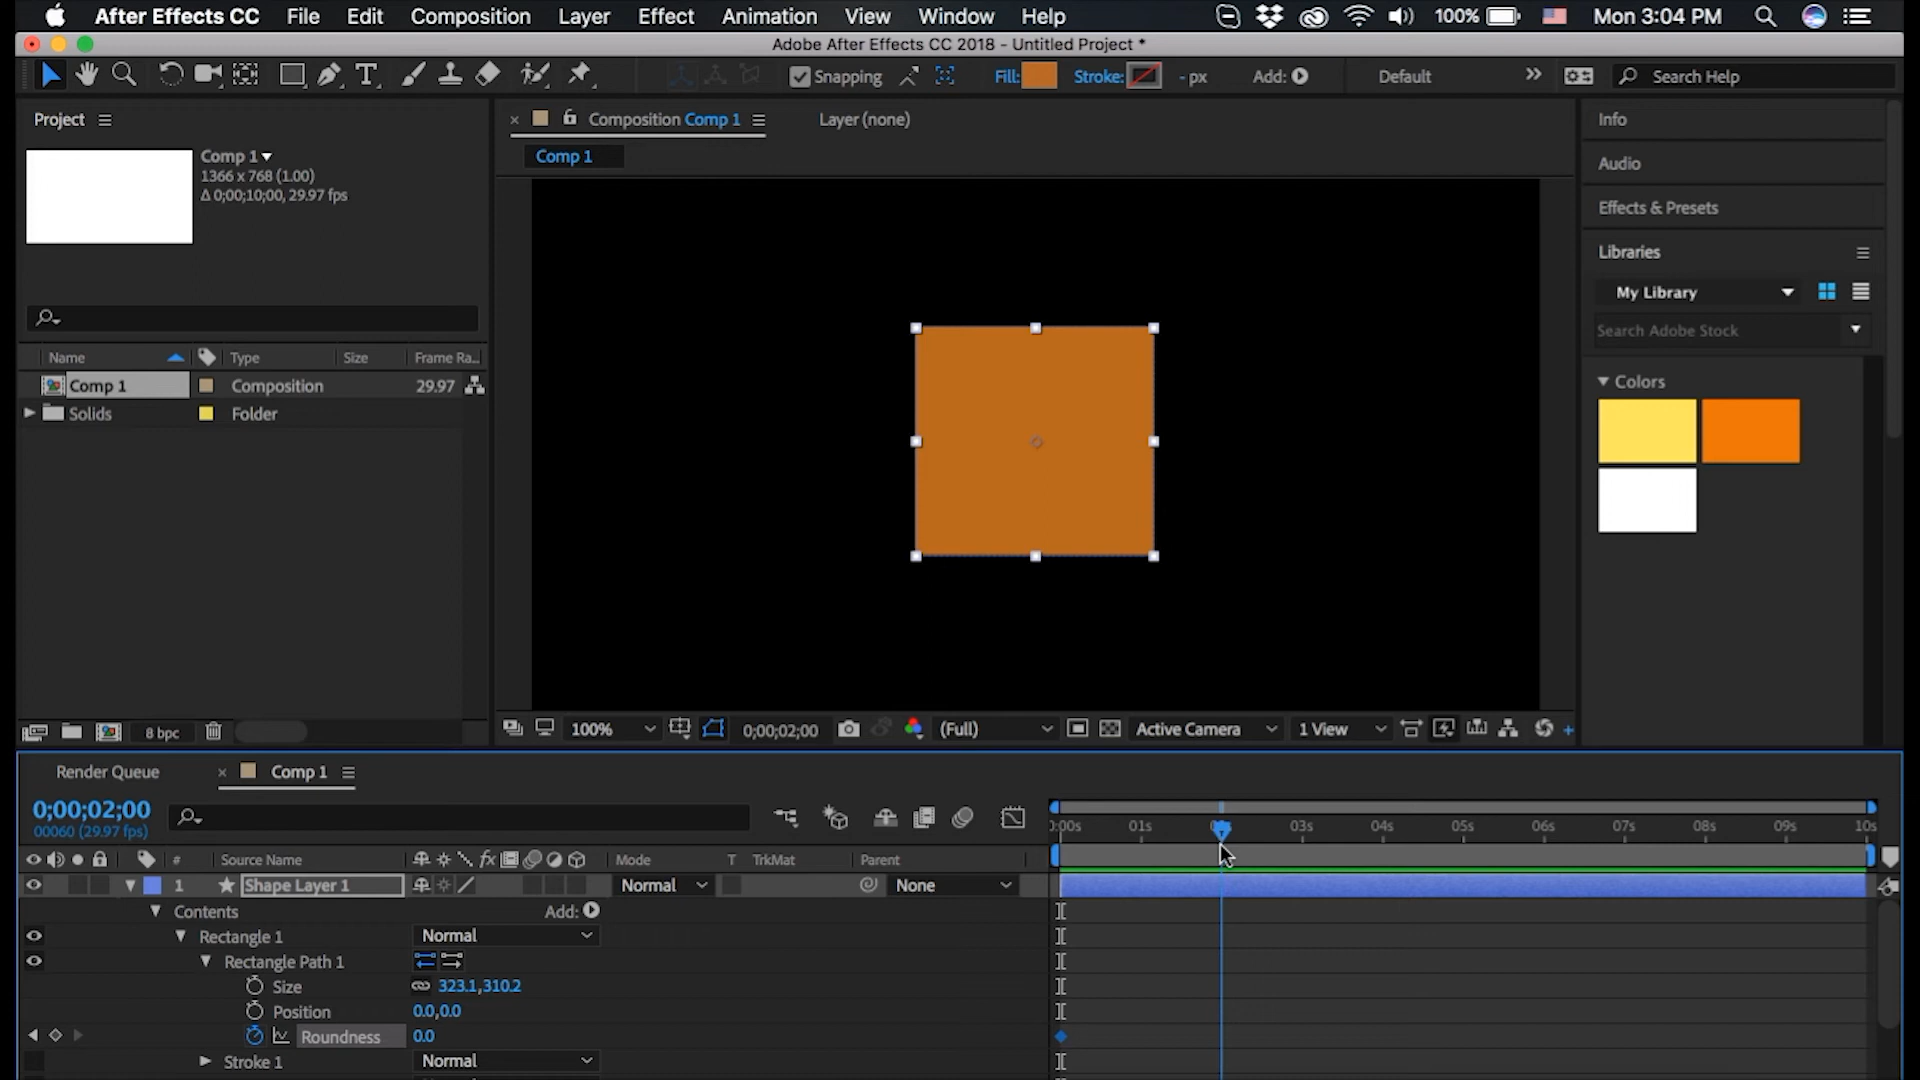 After Effects CC File Edit Composition Layer Effect Animation View Window Help 100% Mon 3:04 PM
Adobe After Effects CC 2018 - Untitled Project *
Snapping Fill: Stroke: - px Add: Default Search Help
Project
Comp 1
1366 x 768 (1.00)
Δ 0;00;10;00, 29.97 fps
Name Type Size Frame Ra...
Comp 1 Composition 29.97
Solids Folder
8 bpc
Composition Comp 1 Layer (none)
Comp 1
100% 0;00;02;00 (Full) Active Camera 1 View
Info
Audio
Effects & Presets
Libraries
My Library
Search Adobe Stock
Colors
Render Queue Comp 1
0;00;02;00
00060 (29.97 fps)
0:00s 01s 03s 04s 05s 06s 07s 08s 09s 10s
# Source Name fx Mode T TrkMat Parent
1 Shape Layer 1 Normal None
Contents Add:
Rectangle 1 Normal
Rectangle Path 1
Size 323.1,310.2
Position 0.0,0.0
Roundness 0.0
Stroke 1 Normal